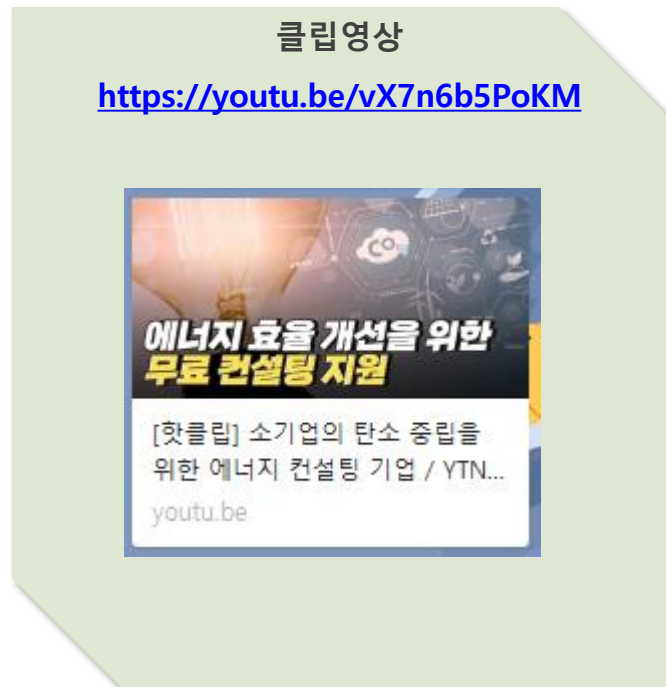 클립영상
https://youtu.be/vX7n6b5PoKM
CO₂
에너지 효율 개선을 위한
무료 컨설팅 지원
[핫클립] 소기업의 탄소 중립을
위한 에너지 컨설팅 기업 / YTN...
youtu.be